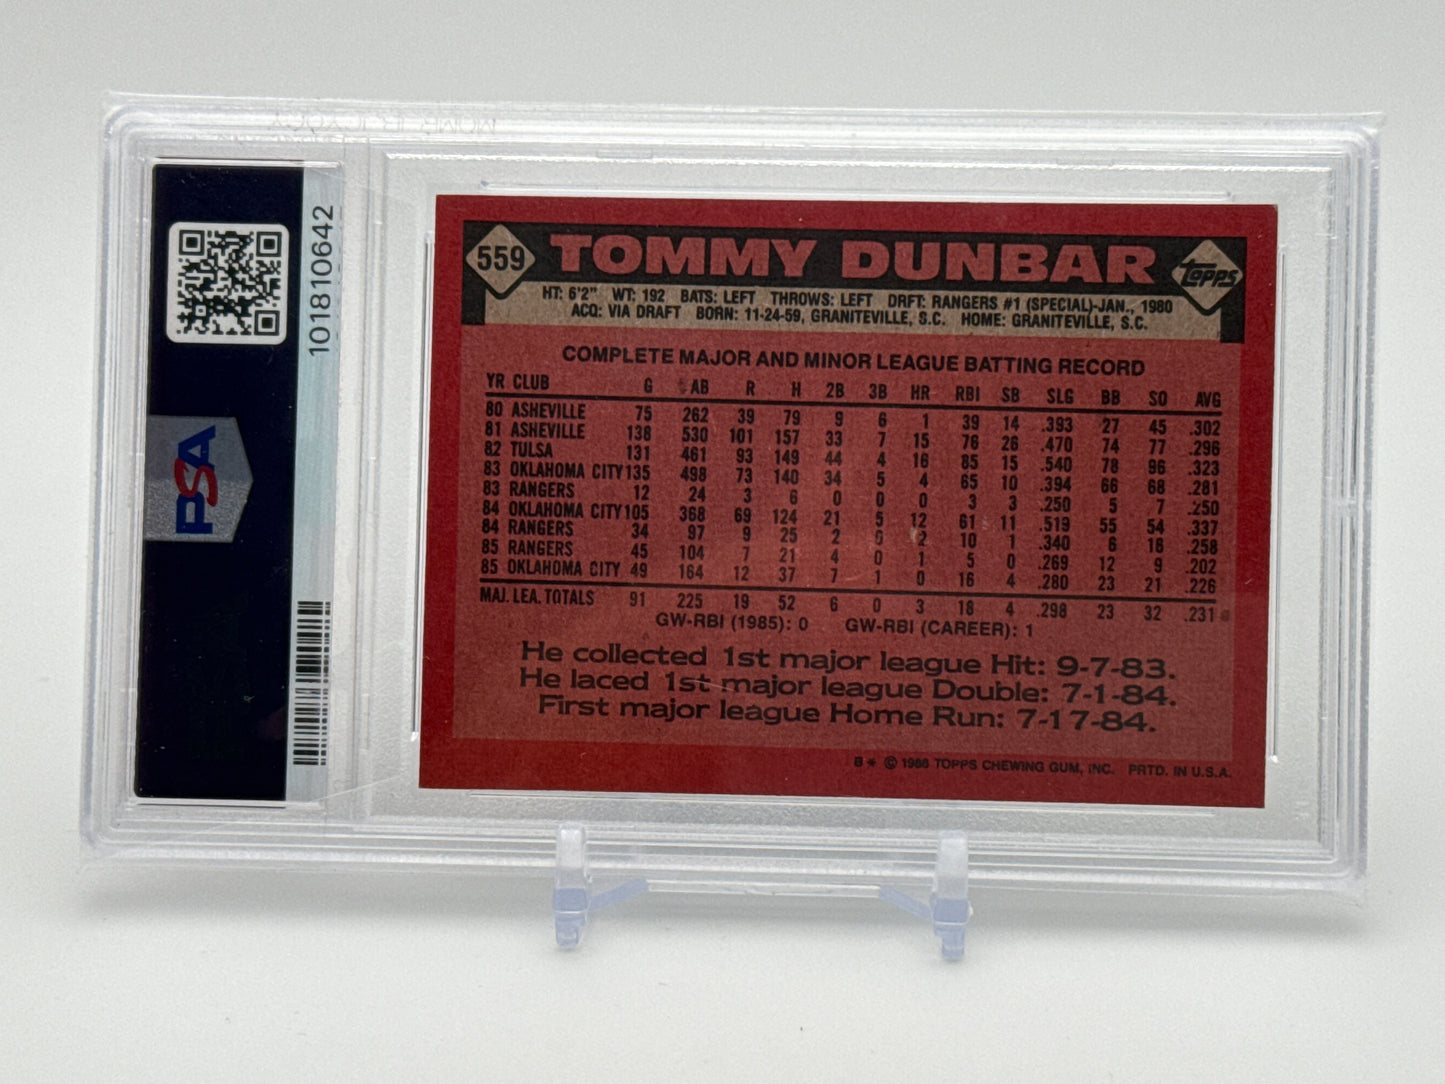 101810642
PSA
559 TOMMY DUNBAR Topps
HT: 6'2" WT: 192 BATS: LEFT THROWS: LEFT DRFT: RANGERS #1 (SPECIAL)-JAN., 1980
ACQ: VIA DRAFT BORN: 11-24-59, GRANITEVILLE, S.C. HOME: GRANITEVILLE, S.C.
COMPLETE MAJOR AND MINOR LEAGUE BATTING RECORD
YR CLUB G AB R H 2B 3B HR RBI SB SLG BB SO AVG
80 ASHEVILLE 75 262 39 79 9 6 1 39 14 .393 27 45 .302
81 ASHEVILLE 138 530 101 157 33 7 15 76 26 .470 74 77 .296
82 TULSA 131 461 93 149 44 4 16 85 15 .540 78 96 .323
83 OKLAHOMA CITY 135 498 73 140 34 5 4 65 10 .394 66 68 .281
83 RANGERS 12 24 3 6 0 0 0 3 3 .250 5 7 .250
84 OKLAHOMA CITY 105 368 69 124 21 5 12 61 11 .519 55 54 .337
84 RANGERS 34 97 9 25 2 0 2 10 1 .340 6 16 .258
85 RANGERS 45 104 7 21 4 0 1 5 0 .269 12 9 .202
85 OKLAHOMA CITY 49 164 12 37 7 1 0 16 4 .280 23 21 .226
MAJ. LEA. TOTALS 91 225 19 52 6 0 3 18 4 .298 23 32 .231
GW-RBI (1985): 0 GW-RBI (CAREER): 1
He collected 1st major league Hit: 9-7-83.
He laced 1st major league Double: 7-1-84.
First major league Home Run: 7-17-84.
B * © 1986 TOPPS CHEWING GUM, INC. PRTD. IN U.S.A.